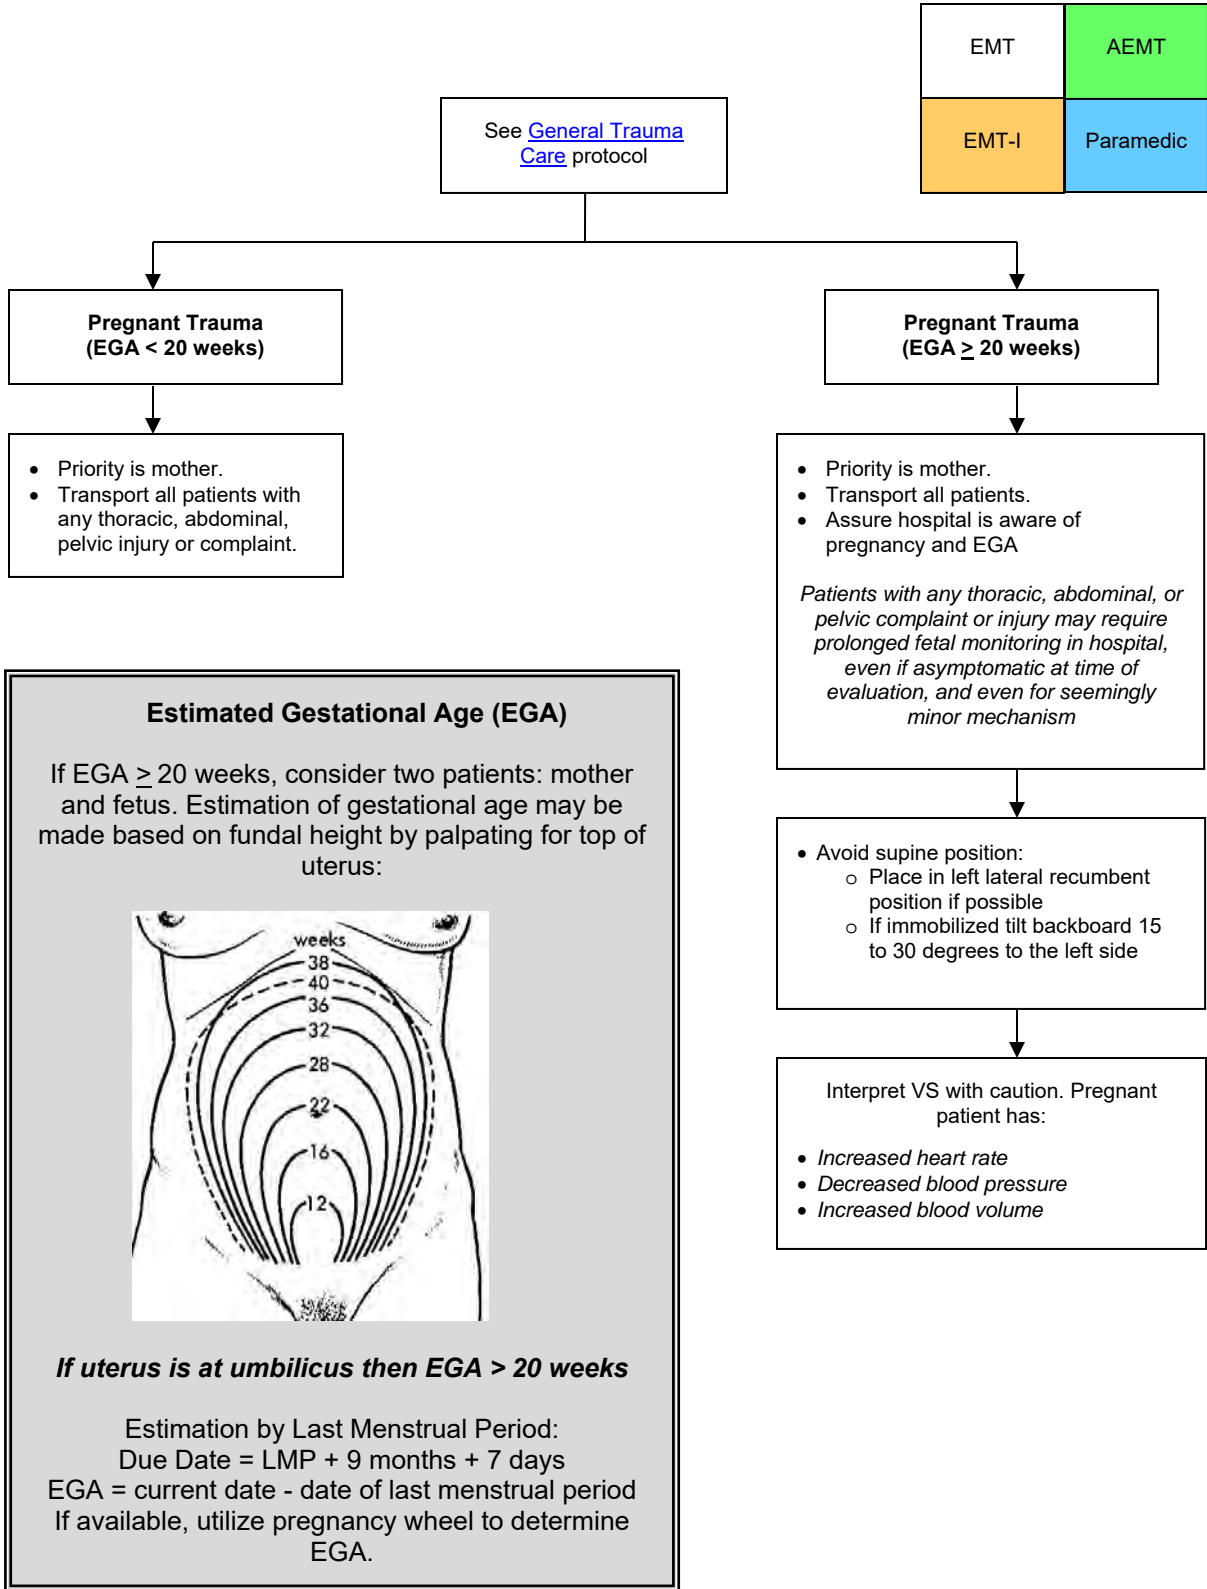 EMT
AEMT
EMT-I
Paramedic
See General Trauma
Care protocol
Pregnant Trauma
(EGA < 20 weeks)
Pregnant Trauma
(EGA ≥ 20 weeks)
• Priority is mother.
• Transport all patients with
any thoracic, abdominal,
pelvic injury or complaint.
• Priority is mother.
• Transport all patients.
• Assure hospital is aware of
pregnancy and EGA
Patients with any thoracic, abdominal, or
pelvic complaint or injury may require
prolonged fetal monitoring in hospital,
even if asymptomatic at time of
evaluation, and even for seemingly
minor mechanism
• Avoid supine position:
o Place in left lateral recumbent
position if possible
o If immobilized tilt backboard 15
to 30 degrees to the left side
Interpret VS with caution. Pregnant
patient has:
• Increased heart rate
• Decreased blood pressure
• Increased blood volume
Estimated Gestational Age (EGA)
If EGA ≥ 20 weeks, consider two patients: mother
and fetus. Estimation of gestational age may be
made based on fundal height by palpating for top of
uterus:
weeks
38
40
36
32
28
22
16
12
If uterus is at umbilicus then EGA > 20 weeks
Estimation by Last Menstrual Period:
Due Date = LMP + 9 months + 7 days
EGA = current date - date of last menstrual period
If available, utilize pregnancy wheel to determine
EGA.